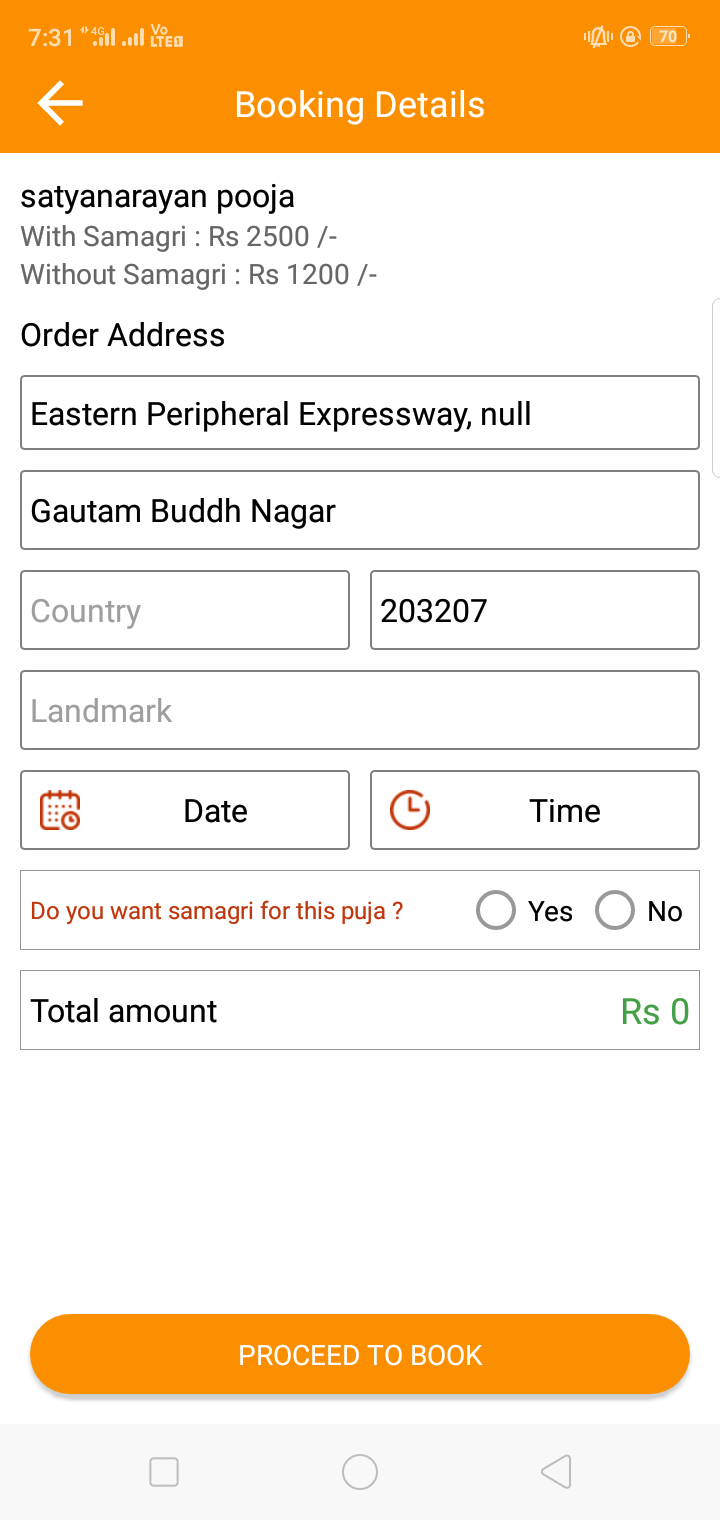 7:31 4G Vo LTE 70
Booking Details
satyanarayan pooja
With Samagri : Rs 2500 /-
Without Samagri : Rs 1200 /-
Order Address
Eastern Peripheral Expressway, null
Gautam Buddh Nagar
Country 203207
Landmark
Date Time
Do you want samagri for this puja ? Yes No
Total amount Rs 0
PROCEED TO BOOK